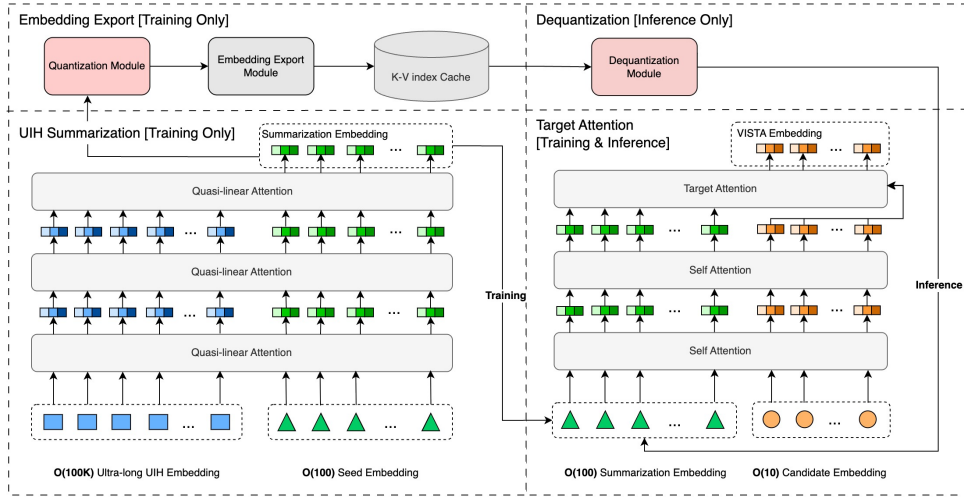 Embedding Export [Training Only]
Quantization Module
Embedding Export
Module
K-V index Cache
Dequantization [Inference Only]
Dequantization
Module
UIH Summarization [Training Only]
Summarization Embedding
...
Quasi-linear Attention
... ...
Quasi-linear Attention
... ...
Quasi-linear Attention
... ...
O(100K) Ultra-long UIH Embedding
O(100) Seed Embedding
Training
Target Attention
[Training & Inference]
VISTA Embedding
...
Target Attention
... ...
Self Attention
... ...
Self Attention
... ...
O(100) Summarization Embedding
O(10) Candidate Embedding
Inference